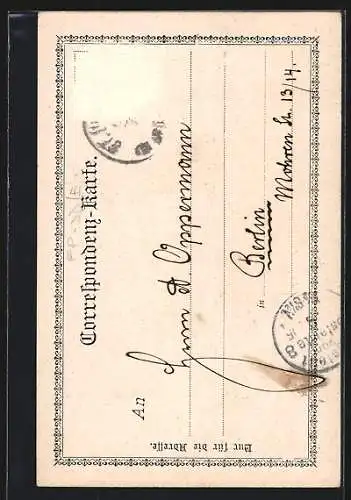 Correspondenz-Karte.
An
Herrn A Oppermann
in Berlin
Mohren Str. 13/14.
Nur für die Adresse.